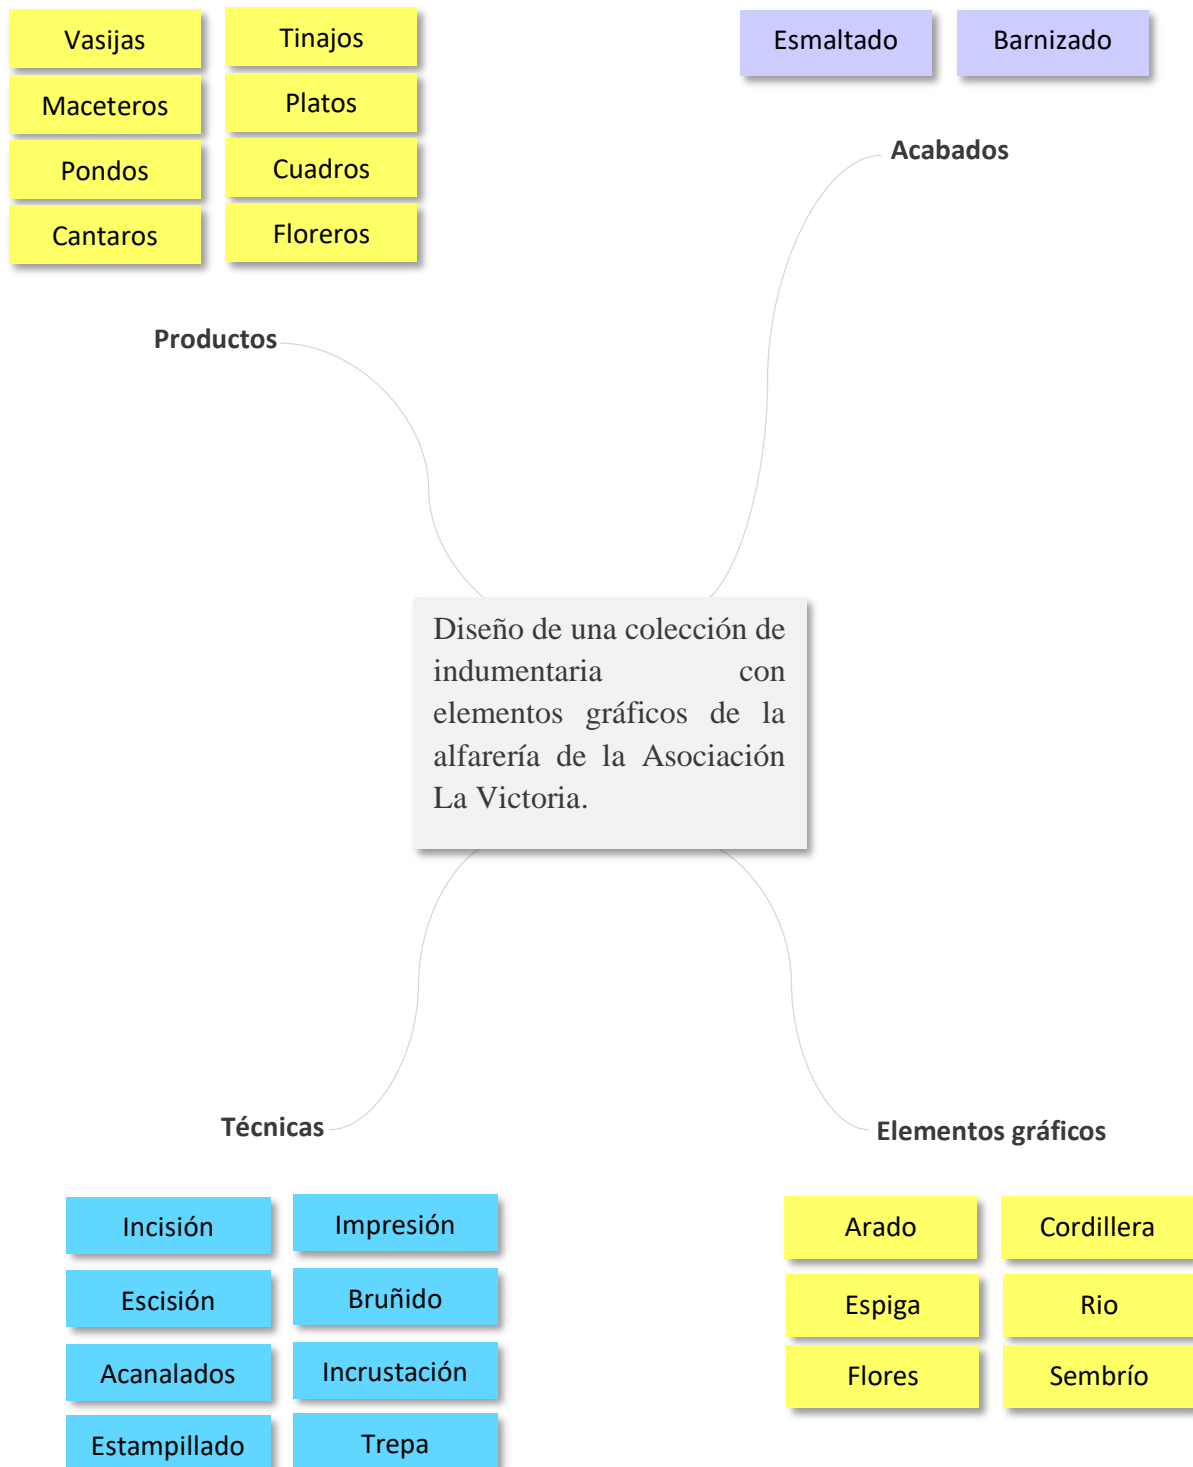 Vasijas
Tinajos
Maceteros
Platos
Pondos
Cuadros
Cantaros
Floreros
Productos
Esmaltado
Barnizado
Acabados
Diseño de una colección de
indumentaria con
elementos gráficos de la
alfarería de la Asociación
La Victoria.
Técnicas
Incisión
Impresión
Escisión
Bruñido
Acanalados
Incrustación
Estampillado
Trepa
Elementos gráficos
Arado
Cordillera
Espiga
Rio
Flores
Sembrío